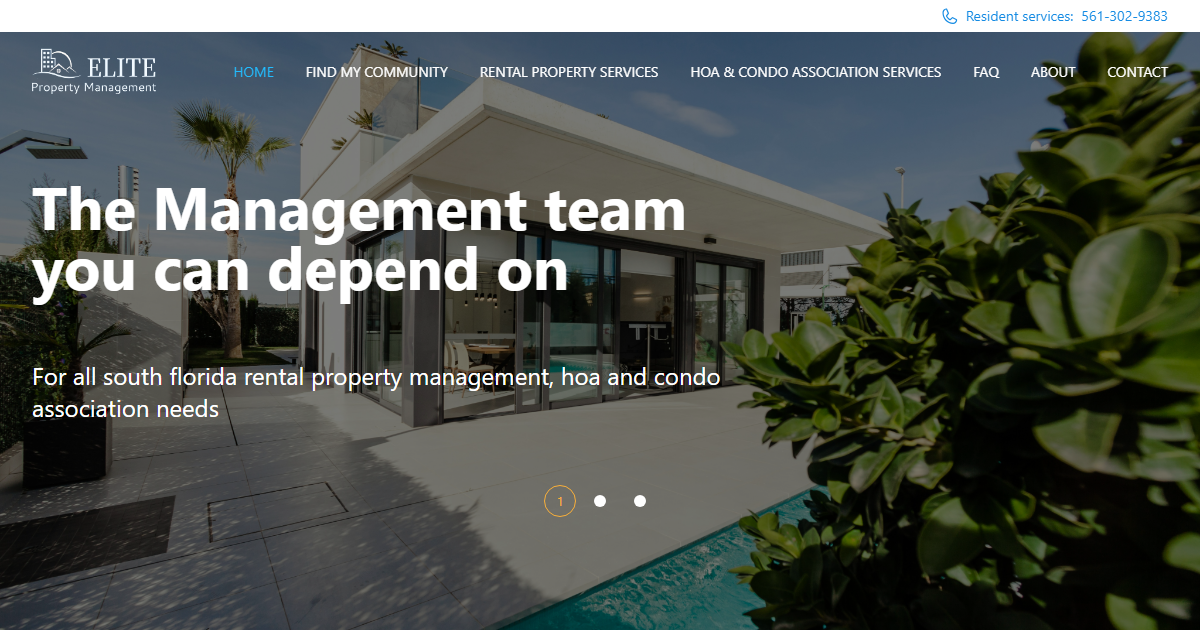 Resident services: 561-302-9383
ELITE
Property Management
HOME FIND MY COMMUNITY RENTAL PROPERTY SERVICES HOA & CONDO ASSOCIATION SERVICES FAQ ABOUT CONTACT
The Management team
you can depend on
For all south florida rental property management, hoa and condo
association needs
1